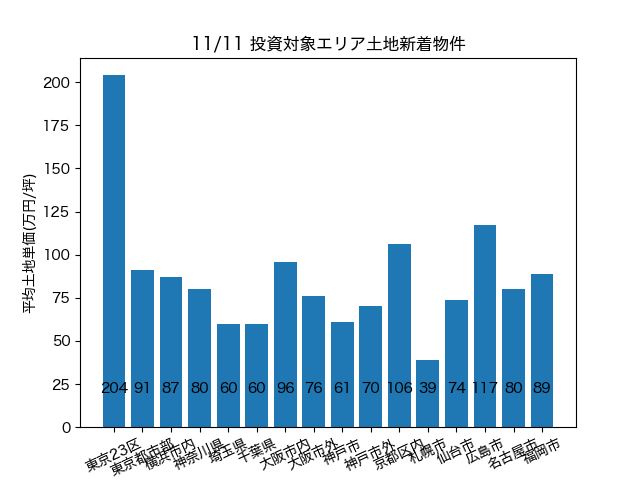 11/11 投資対象エリア土地新着物件
平均土地単価(万円/坪)
200
175
150
125
100
75
50
25
0
204 91 87 80 60 60 96 76 61 70 106 39 74 117 80 89
東京23区
東京都市部
横浜市内
神奈川県
埼玉県
千葉県
大阪市内
大阪市外
神戸市
神戸市外
京都区内
札幌市
仙台市
広島市
名古屋市
福岡市